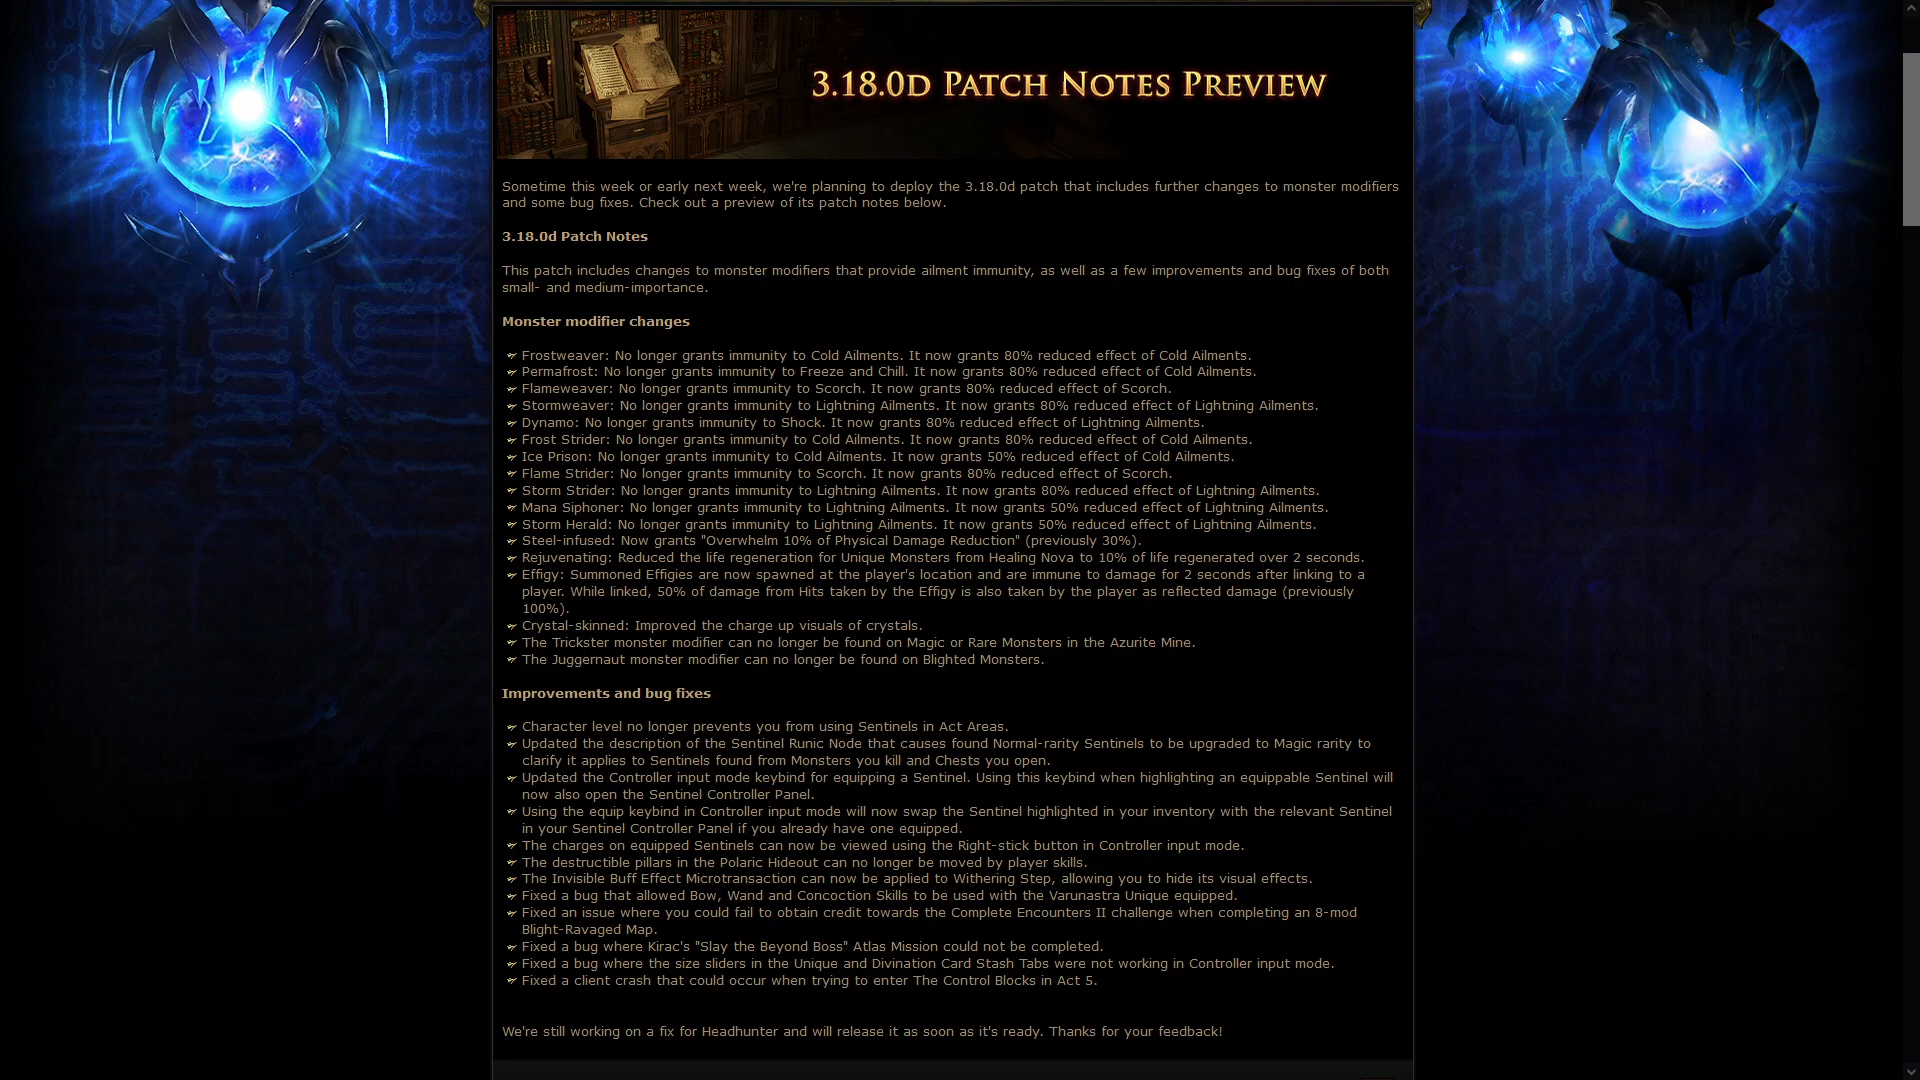 3.18.0d Patch Notes Preview
Sometime this week or early next week, we're planning to deploy the 3.18.0d patch that includes further changes to monster modifiers
and some bug fixes. Check out a preview of its patch notes below.
3.18.0d Patch Notes
This patch includes changes to monster modifiers that provide ailment immunity, as well as a few improvements and bug fixes of both
small- and medium-importance.
Monster modifier changes
Frostweaver: No longer grants immunity to Cold Ailments. It now grants 80% reduced effect of Cold Ailments.
Permafrost: No longer grants immunity to Freeze and Chill. It now grants 80% reduced effect of Cold Ailments.
Flameweaver: No longer grants immunity to Scorch. It now grants 80% reduced effect of Scorch.
Stormweaver: No longer grants immunity to Lightning Ailments. It now grants 80% reduced effect of Lightning Ailments.
Dynamo: No longer grants immunity to Shock. It now grants 80% reduced effect of Lightning Ailments.
Frost Strider: No longer grants immunity to Cold Ailments. It now grants 80% reduced effect of Cold Ailments.
Ice Prison: No longer grants immunity to Cold Ailments. It now grants 50% reduced effect of Cold Ailments.
Flame Strider: No longer grants immunity to Scorch. It now grants 80% reduced effect of Scorch.
Storm Strider: No longer grants immunity to Lightning Ailments. It now grants 80% reduced effect of Lightning Ailments.
Mana Siphoner: No longer grants immunity to Lightning Ailments. It now grants 50% reduced effect of Lightning Ailments.
Storm Herald: No longer grants immunity to Lightning Ailments. It now grants 50% reduced effect of Lightning Ailments.
Steel-infused: Now grants "Overwhelm 10% of Physical Damage Reduction" (previously 30%).
Rejuvenating: Reduced the life regeneration for Unique Monsters from Healing Nova to 10% of life regenerated over 2 seconds.
Effigy: Summoned Effigies are now spawned at the player's location and are immune to damage for 2 seconds after linking to a
player. While linked, 50% of damage from Hits taken by the Effigy is also taken by the player as reflected damage (previously
100%).
Crystal-skinned: Improved the charge up visuals of crystals.
The Trickster monster modifier can no longer be found on Magic or Rare Monsters in the Azurite Mine.
The Juggernaut monster modifier can no longer be found on Blighted Monsters.
Improvements and bug fixes
Character level no longer prevents you from using Sentinels in Act Areas.
Updated the description of the Sentinel Runic Node that causes found Normal-rarity Sentinels to be upgraded to Magic rarity to
clarify it applies to Sentinels found from Monsters you kill and Chests you open.
Updated the Controller input mode keybind for equipping a Sentinel. Using this keybind when highlighting an equippable Sentinel will
now also open the Sentinel Controller Panel.
Using the equip keybind in Controller input mode will now swap the Sentinel highlighted in your inventory with the relevant Sentinel
in your Sentinel Controller Panel if you already have one equipped.
The charges on equipped Sentinels can now be viewed using the Right-stick button in Controller input mode.
The destructible pillars in the Polaric Hideout can no longer be moved by player skills.
The Invisible Buff Effect Microtransaction can now be applied to Withering Step, allowing you to hide its visual effects.
Fixed a bug that allowed Bow, Wand and Concoction Skills to be used with the Varunastra Unique equipped.
Fixed an issue where you could fail to obtain credit towards the Complete Encounters II challenge when completing an 8-mod
Blight-Ravaged Map.
Fixed a bug where Kirac's "Slay the Beyond Boss" Atlas Mission could not be completed.
Fixed a bug where the size sliders in the Unique and Divination Card Stash Tabs were not working in Controller input mode.
Fixed a client crash that could occur when trying to enter The Control Blocks in Act 5.
We're still working on a fix for Headhunter and will release it as soon as it's ready. Thanks for your feedback!